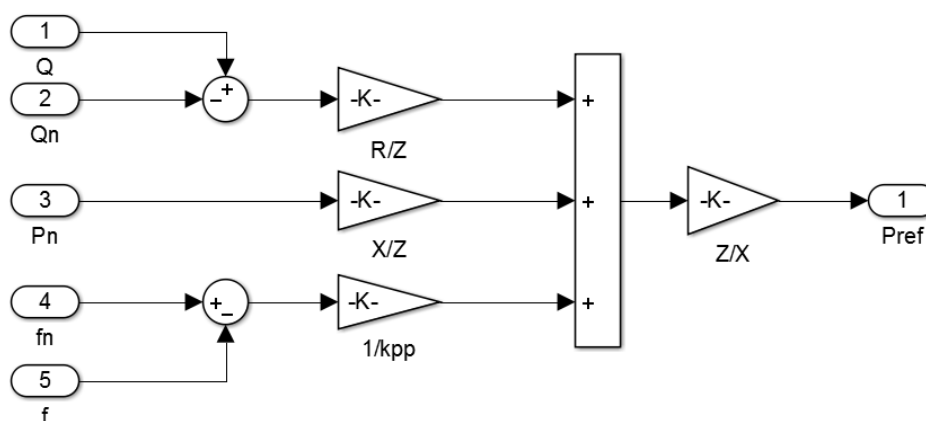 1
Q
2
Qn
- +
-K-
R/Z
+
3
Pn
-K-
X/Z
+
-K-
Z/X
1
Pref
4
fn
+ -
-K-
1/kpp
+
5
f